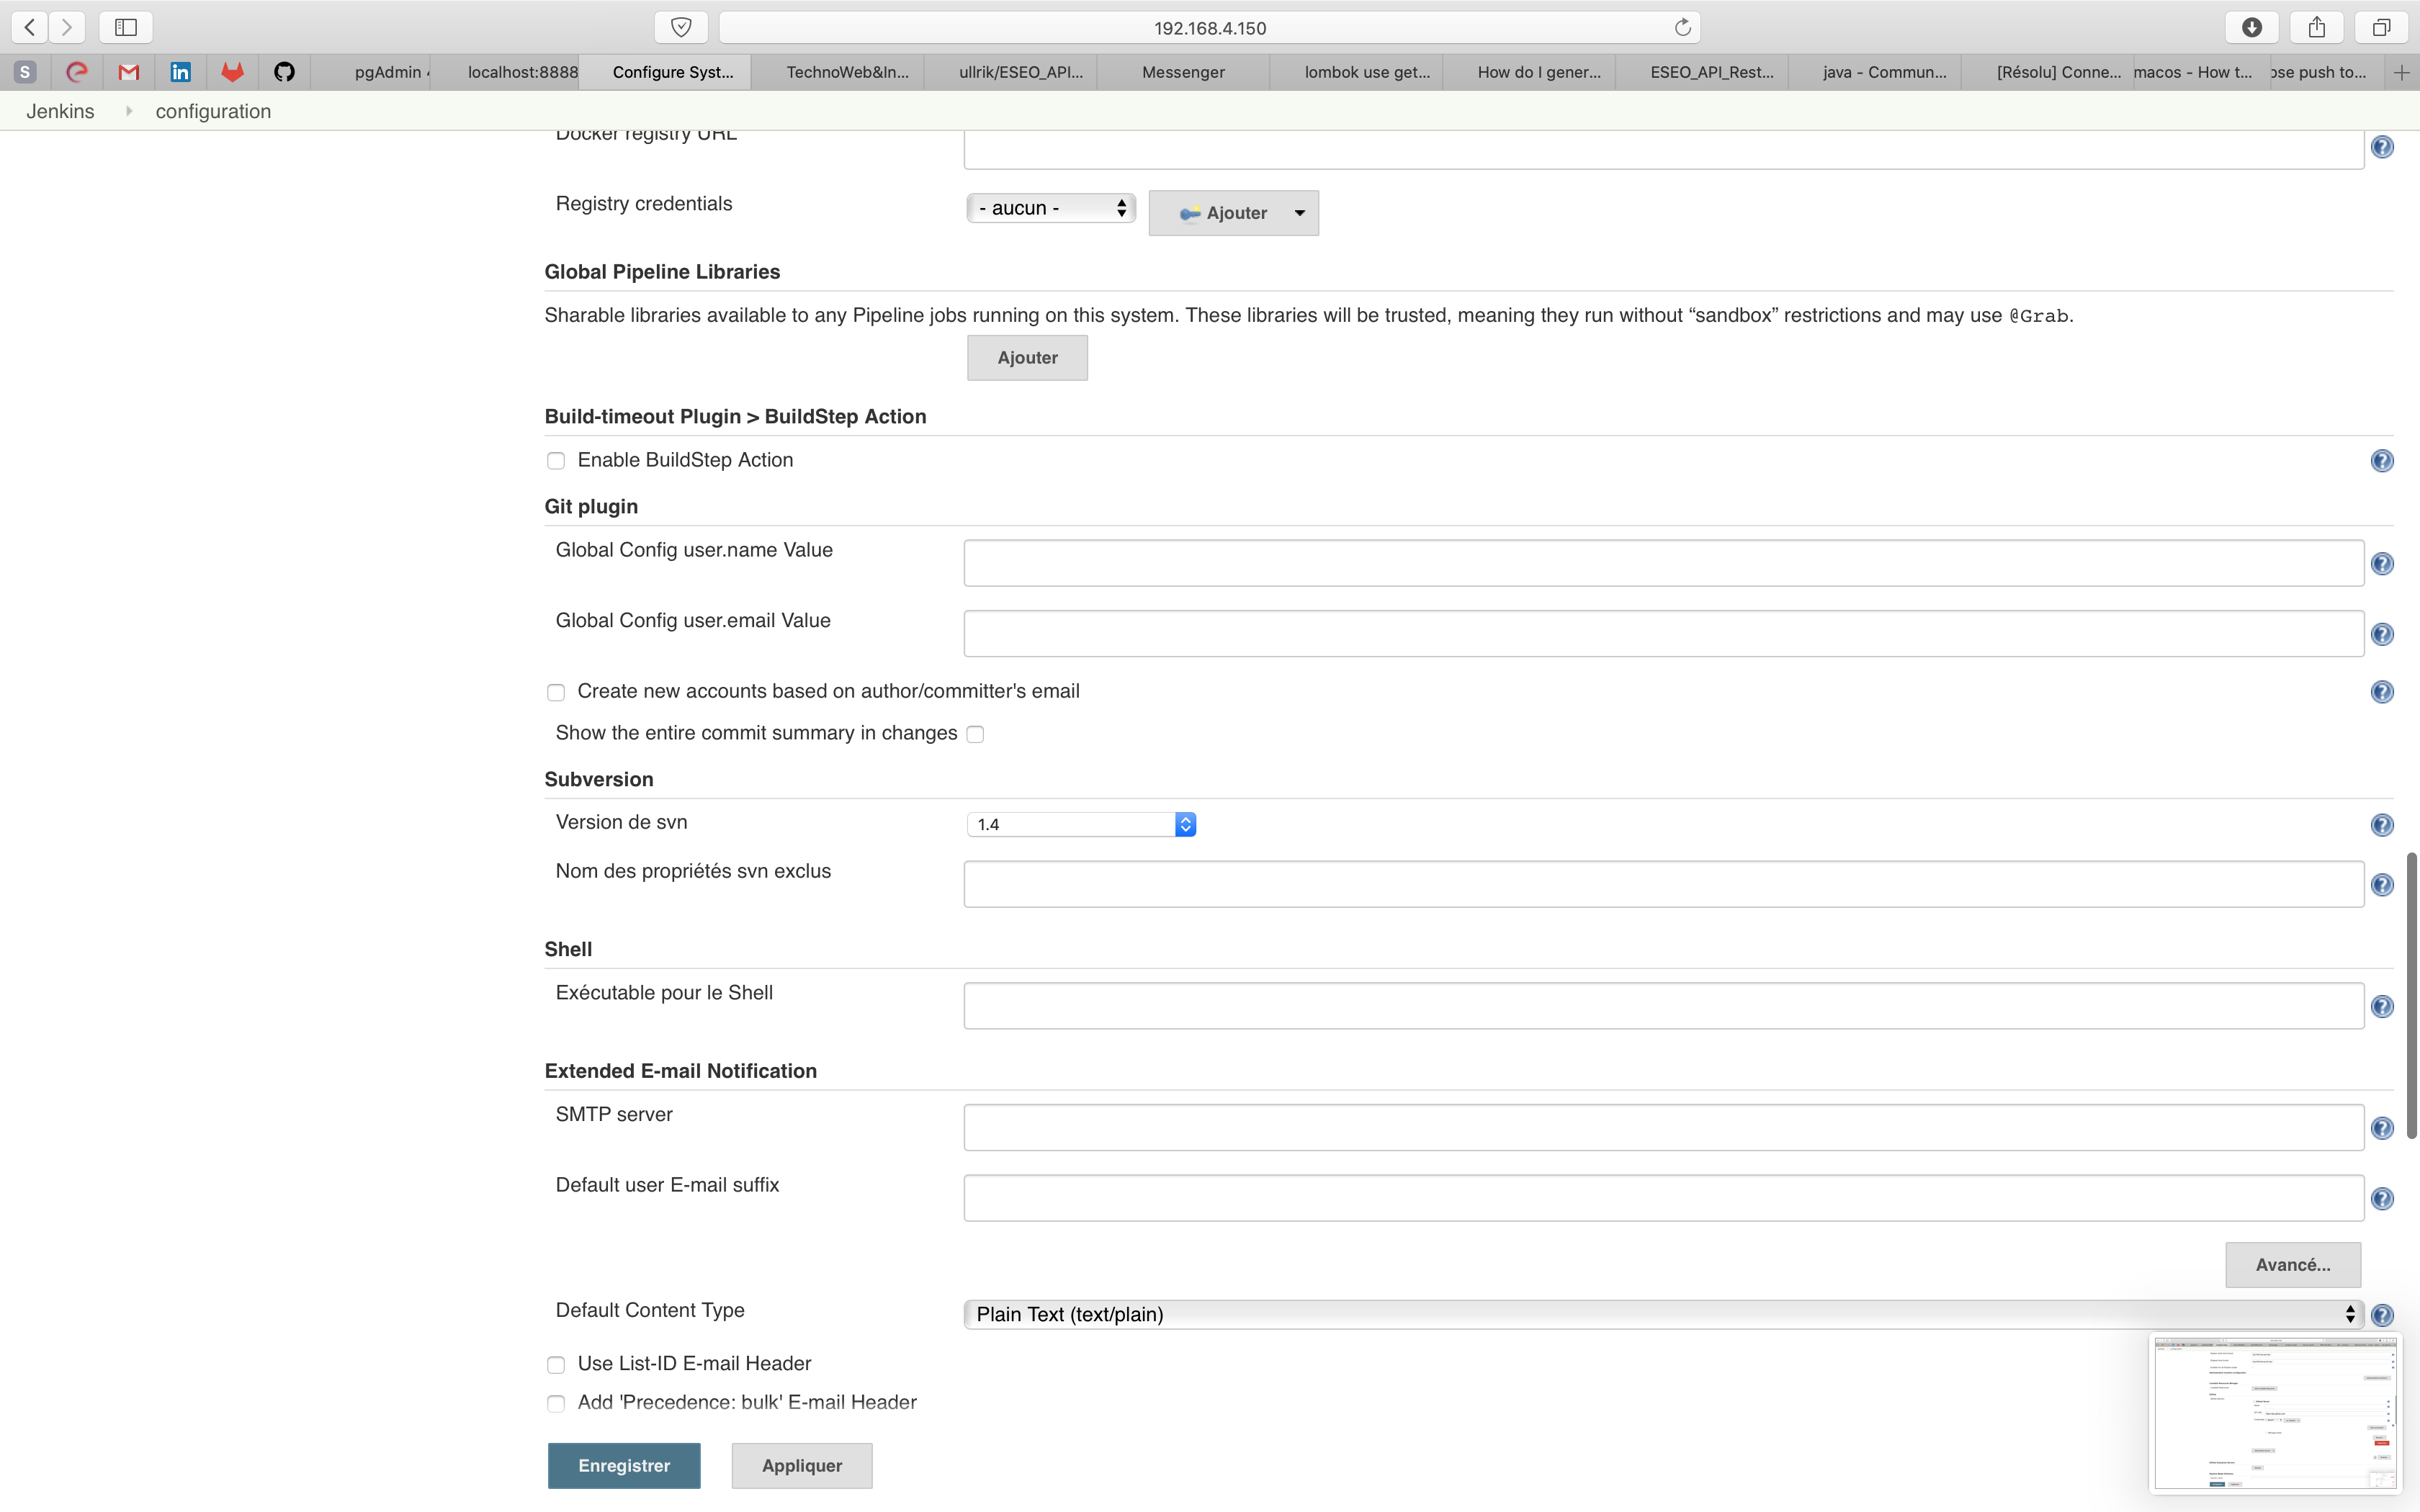 192.168.4.150
S
pgAdmin
localhost:8888
Configure Syst...
TechnoWeb&In...
ullrik/ESEO_API...
Messenger
lombok use get...
How do I gener...
ESEO_API_Rest...
java - Commun...
[Résolu] Conne...
macos - How t...
ose push to...
Jenkins
configuration
Docker registry URL
Registry credentials
- aucun -
Ajouter
Global Pipeline Libraries
Sharable libraries available to any Pipeline jobs running on this system. These libraries will be trusted, meaning they run without “sandbox” restrictions and may use @Grab.
Ajouter
Build-timeout Plugin > BuildStep Action
Enable BuildStep Action
Git plugin
Global Config user.name Value
Global Config user.email Value
Create new accounts based on author/committer's email
Show the entire commit summary in changes
Subversion
Version de svn
1.4
Nom des propriétés svn exclus
Shell
Exécutable pour le Shell
Extended E-mail Notification
SMTP server
Default user E-mail suffix
Avancé...
Default Content Type
Plain Text (text/plain)
Use List-ID E-mail Header
Add 'Precedence: bulk' E-mail Header
Enregistrer
Appliquer